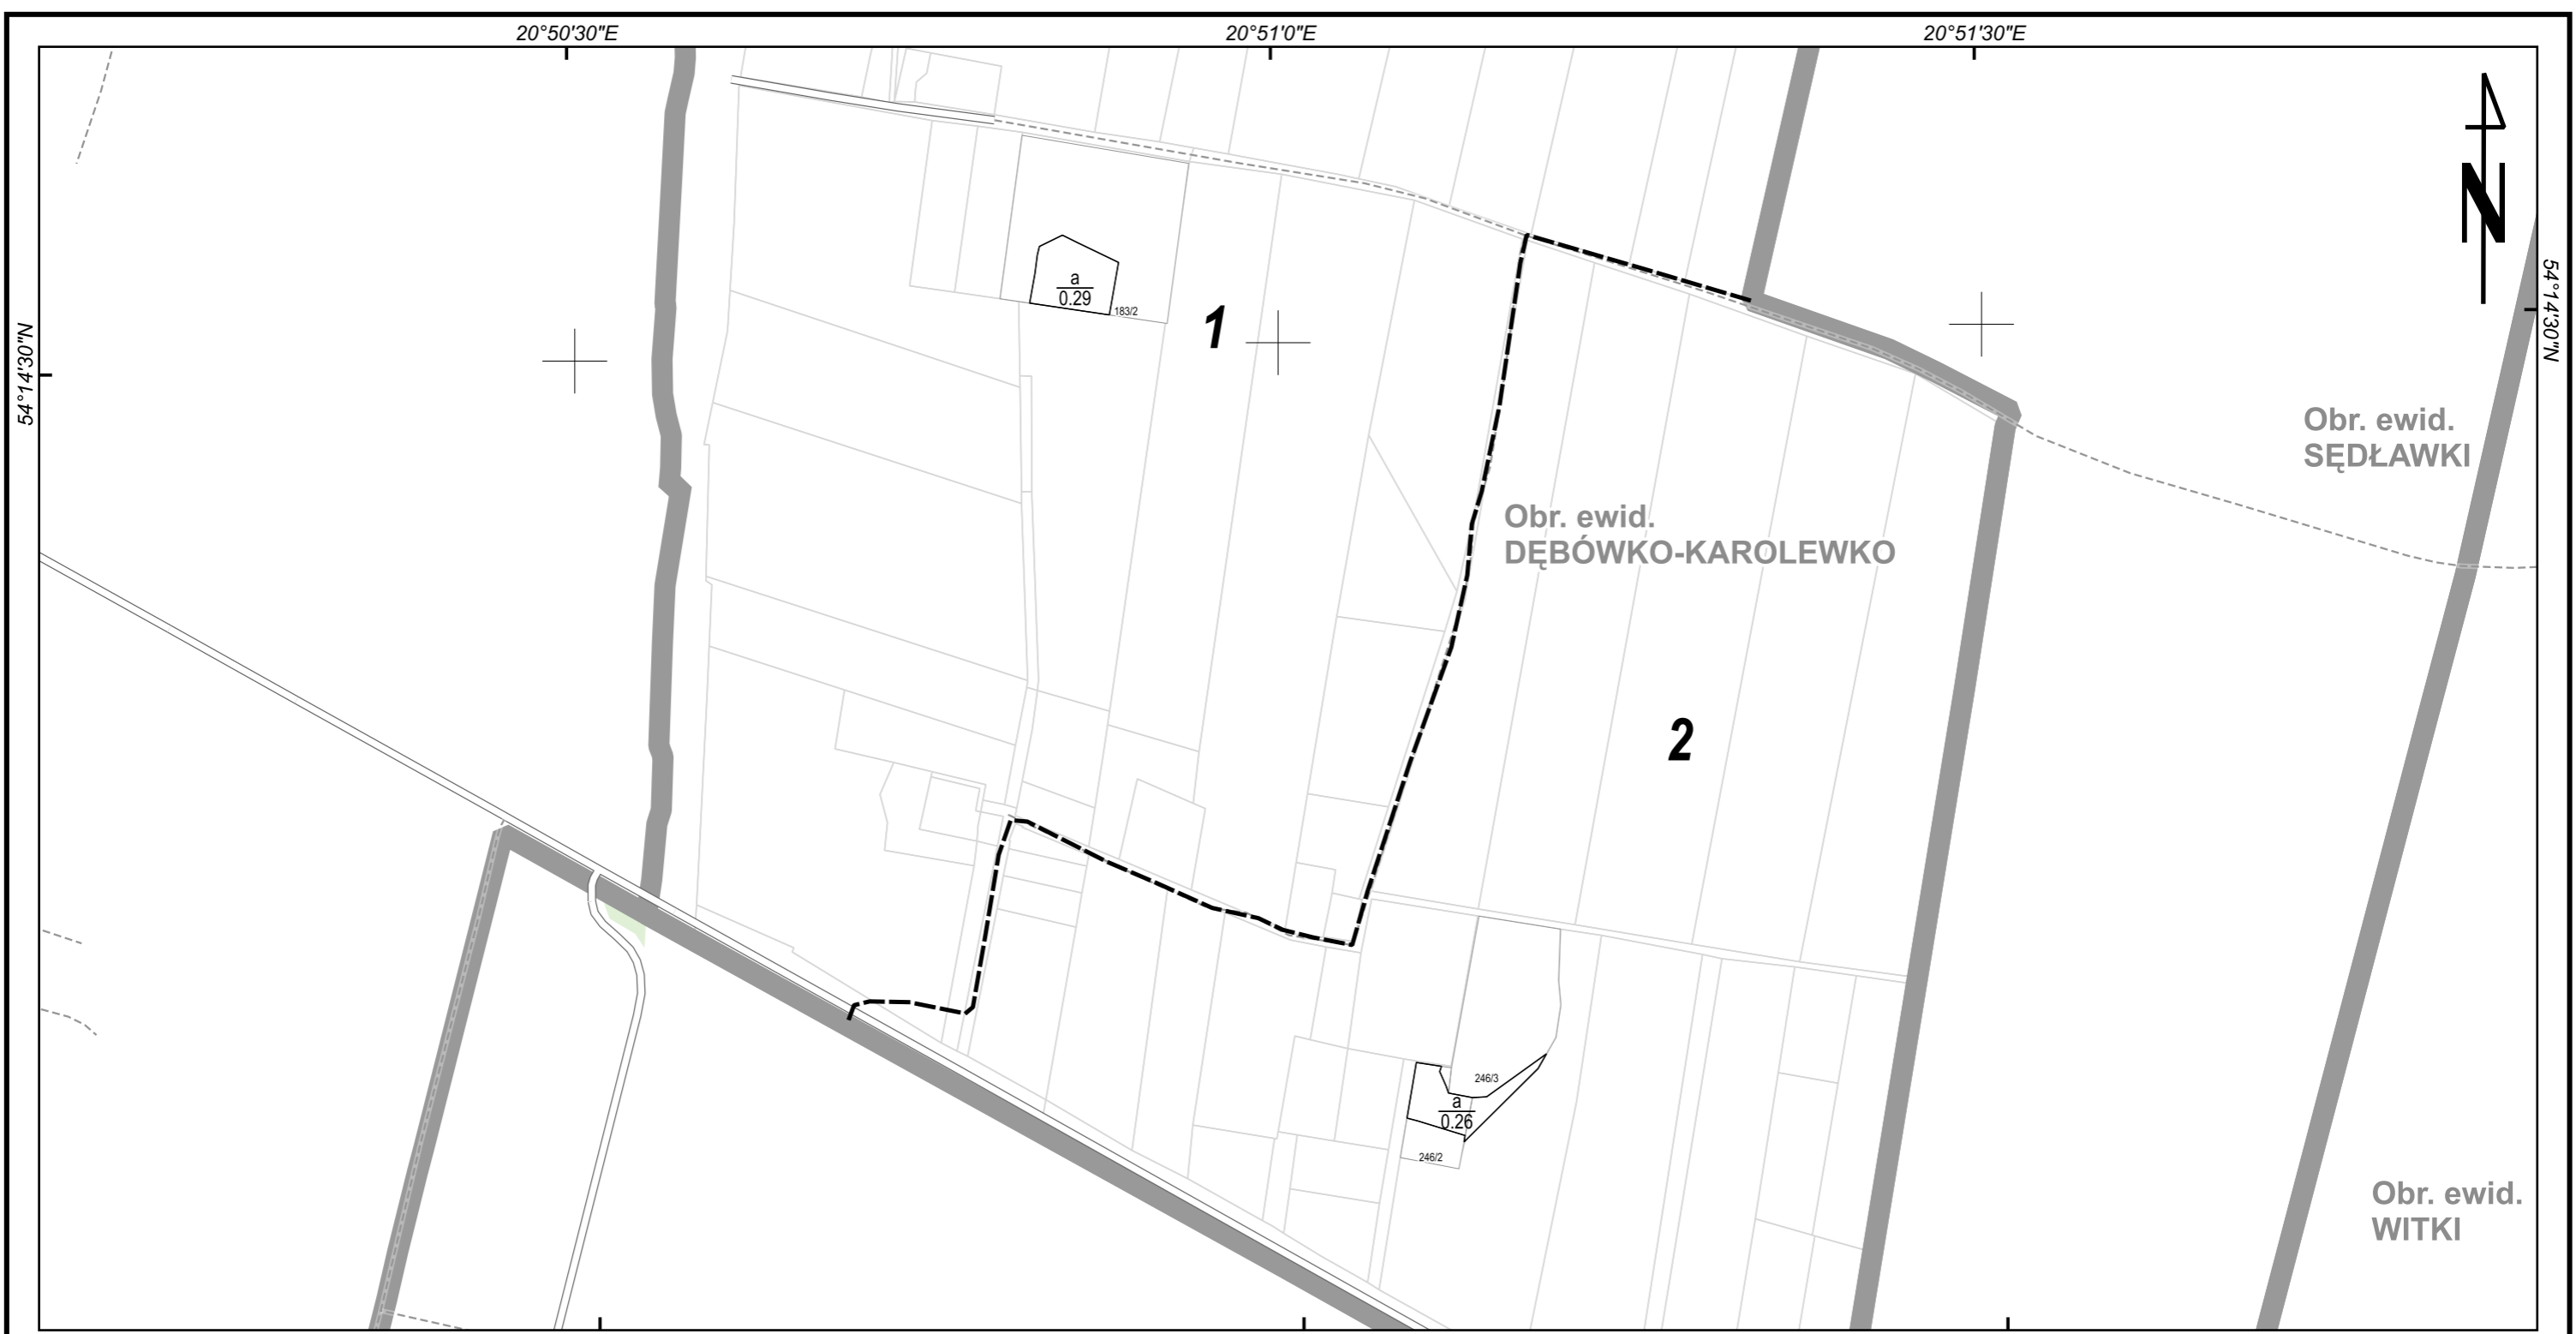 20°50'30"E
20°51'0"E
20°51'30"E
N
54°14'30"N
54°14'30"N
a
0.29
183/2
1
Obr. ewid.
SĘDŁAWKI
Obr. ewid.
DĘBÓWKO-KAROLEWKO
2
246/3
a
0.26
246/2
Obr. ewid.
WITKI